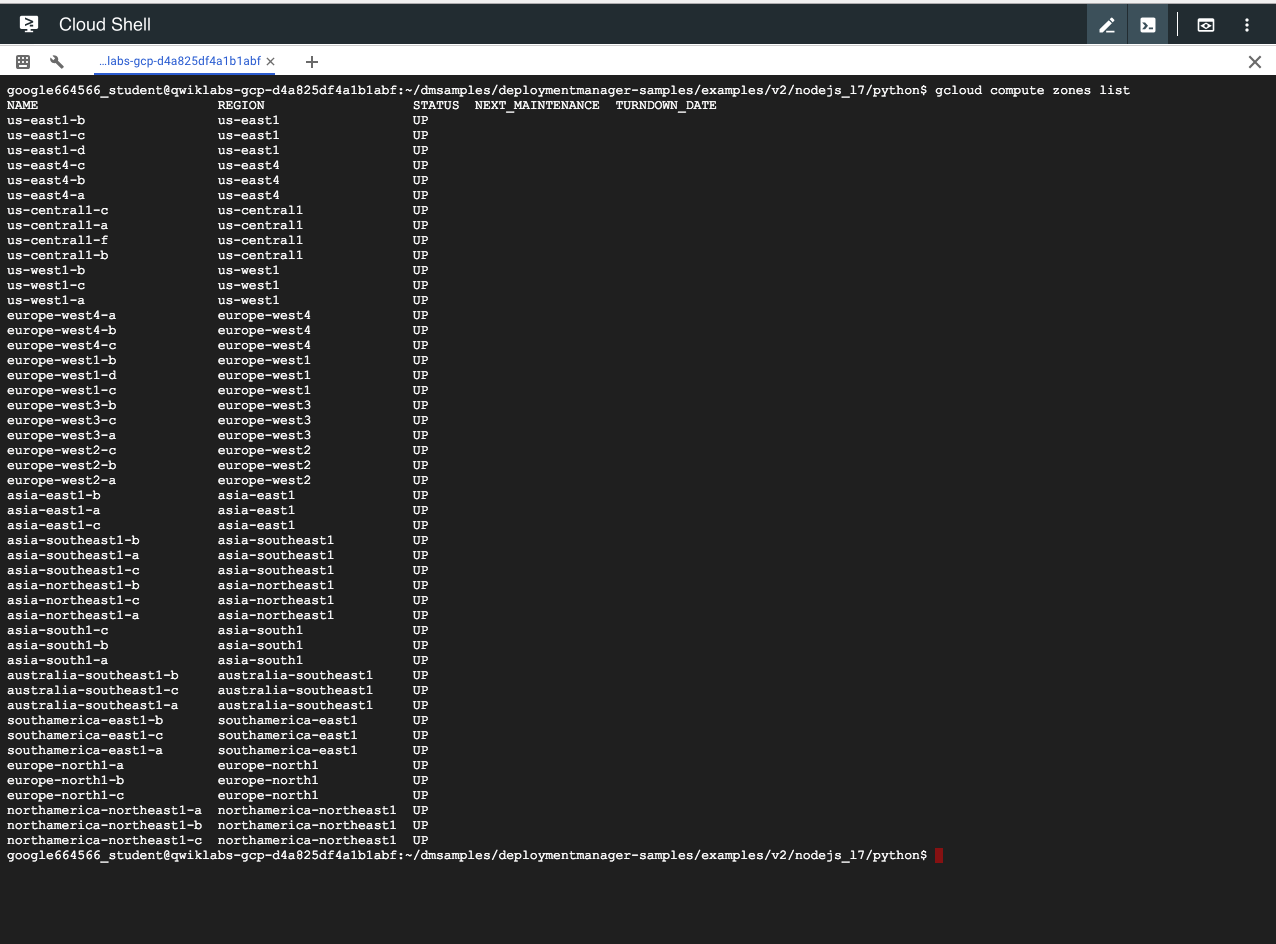 Cloud Shell
...labs-gcp-d4a825df4a1b1abf × +
google664566_student@qwiklabs-gcp-d4a825df4a1b1abf:~/dmsamples/deploymentmanager-samples/examples/v2/nodejs_l7/python$ gcloud compute zones list
NAME REGION STATUS NEXT_MAINTENANCE TURNDOWN_DATE
us-east1-b us-east1 UP
us-east1-c us-east1 UP
us-east1-d us-east1 UP
us-east4-c us-east4 UP
us-east4-b us-east4 UP
us-east4-a us-east4 UP
us-central1-c us-central1 UP
us-central1-a us-central1 UP
us-central1-f us-central1 UP
us-central1-b us-central1 UP
us-west1-b us-west1 UP
us-west1-c us-west1 UP
us-west1-a us-west1 UP
europe-west4-a europe-west4 UP
europe-west4-b europe-west4 UP
europe-west4-c europe-west4 UP
europe-west1-b europe-west1 UP
europe-west1-d europe-west1 UP
europe-west1-c europe-west1 UP
europe-west3-b europe-west3 UP
europe-west3-c europe-west3 UP
europe-west3-a europe-west3 UP
europe-west2-c europe-west2 UP
europe-west2-b europe-west2 UP
europe-west2-a europe-west2 UP
asia-east1-b asia-east1 UP
asia-east1-a asia-east1 UP
asia-east1-c asia-east1 UP
asia-southeast1-b asia-southeast1 UP
asia-southeast1-a asia-southeast1 UP
asia-southeast1-c asia-southeast1 UP
asia-northeast1-b asia-northeast1 UP
asia-northeast1-c asia-northeast1 UP
asia-northeast1-a asia-northeast1 UP
asia-south1-c asia-south1 UP
asia-south1-b asia-south1 UP
asia-south1-a asia-south1 UP
australia-southeast1-b australia-southeast1 UP
australia-southeast1-c australia-southeast1 UP
australia-southeast1-a australia-southeast1 UP
southamerica-east1-b southamerica-east1 UP
southamerica-east1-c southamerica-east1 UP
southamerica-east1-a southamerica-east1 UP
europe-north1-a europe-north1 UP
europe-north1-b europe-north1 UP
europe-north1-c europe-north1 UP
northamerica-northeast1-a northamerica-northeast1 UP
northamerica-northeast1-b northamerica-northeast1 UP
northamerica-northeast1-c northamerica-northeast1 UP
google664566_student@qwiklabs-gcp-d4a825df4a1b1abf:~/dmsamples/deploymentmanager-samples/examples/v2/nodejs_l7/python$